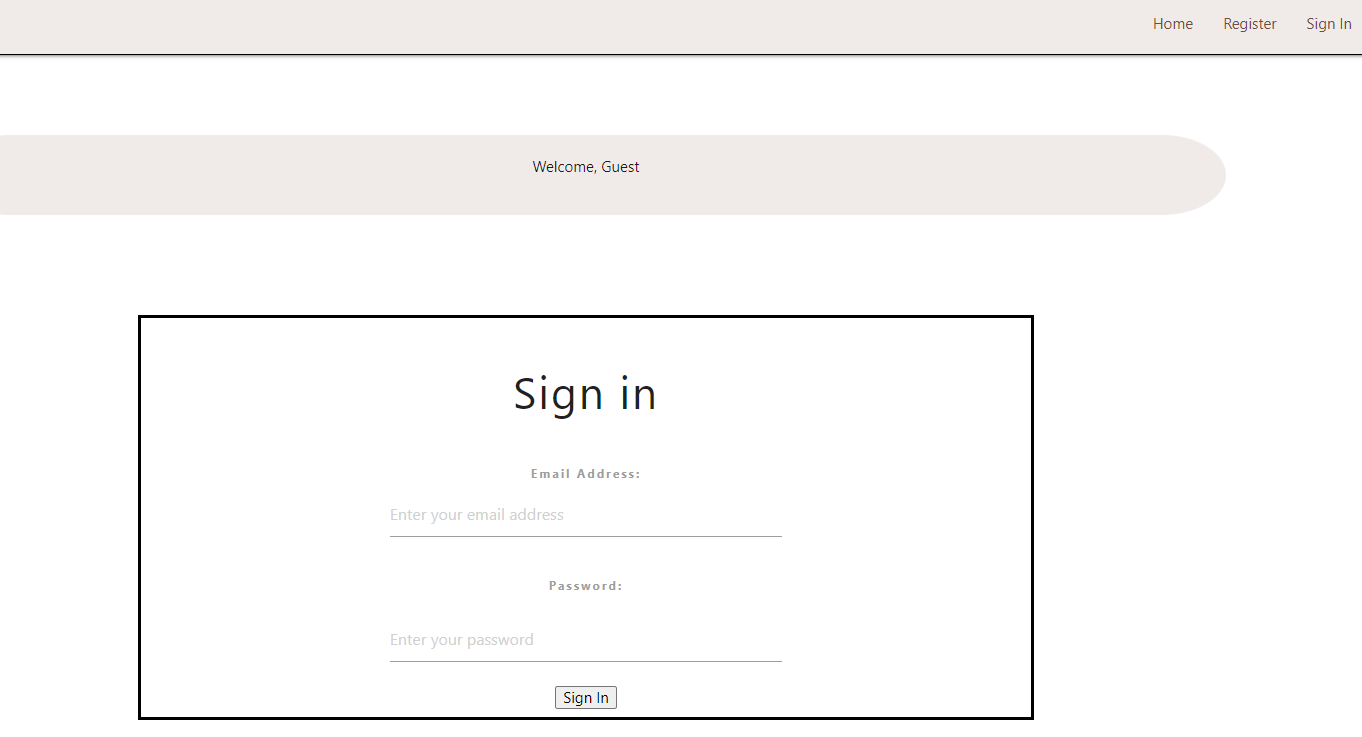 Home Register Sign In
Welcome, Guest
Sign in
Email Address:
Enter your email address
Password:
Enter your password
Sign In